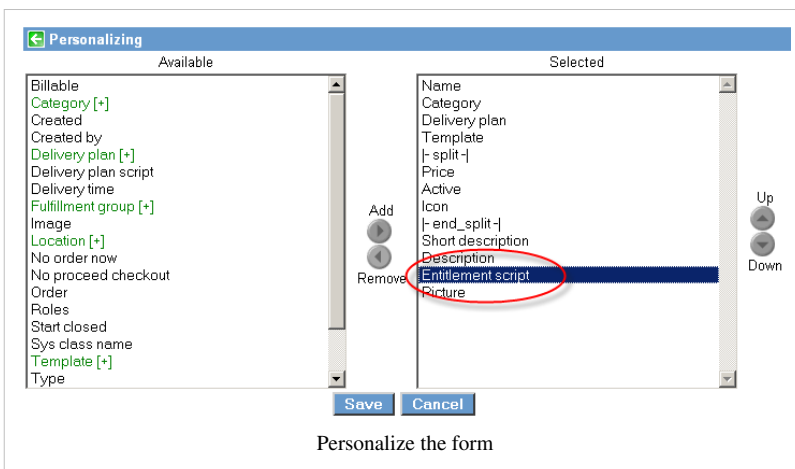 Personalizing
Available
Selected
Billable
Category [+]
Created
Created by
Delivery plan [+]
Delivery plan script
Delivery time
Fulfillment group [+]
Image
Location [+]
No order now
No proceed checkout
Order
Roles
Start closed
Sys class name
Template [+]
Type
Add
Remove
Name
Category
Delivery plan
Template
|- split -|
Price
Active
Icon
|- end_split -|
Short description
Description
Entitlement script
Picture
Up
Down
Save
Cancel
Personalize the form